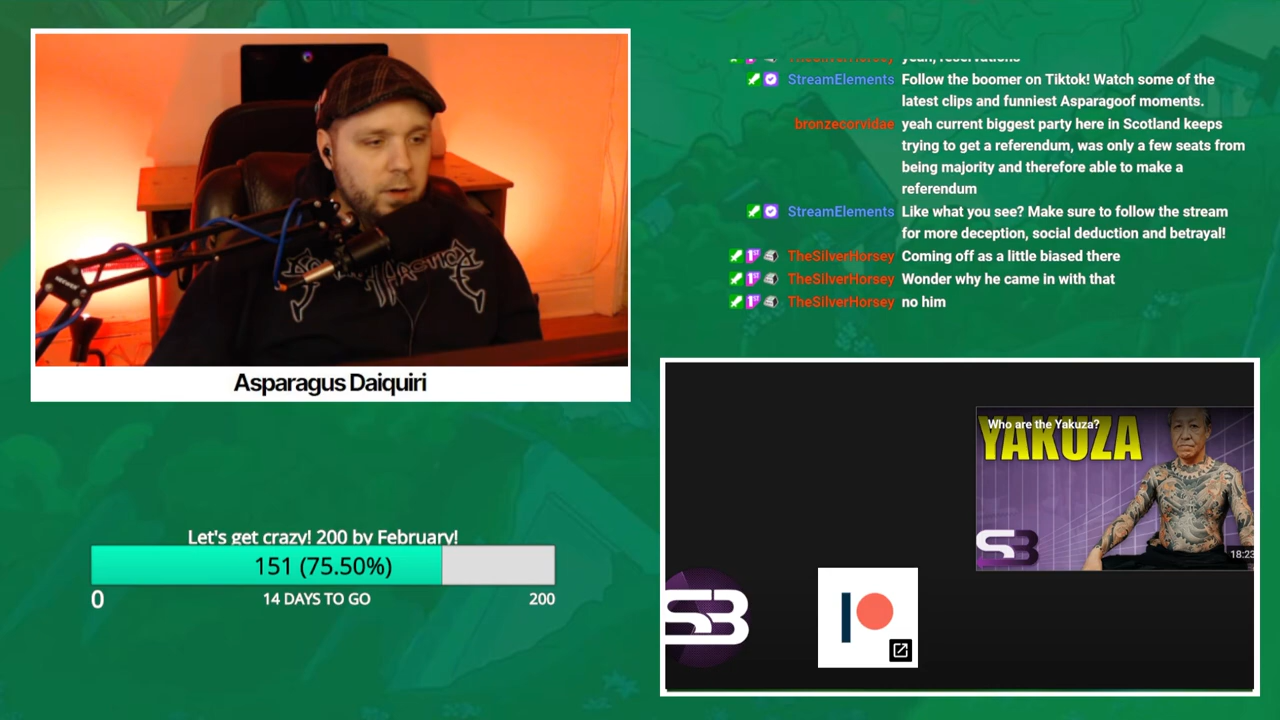 TheSilverHorsey yeah, reservations
StreamElements Follow the boomer on Tiktok! Watch some of the
latest clips and funniest Asparagoof moments.
bronzecorvidae yeah current biggest party here in Scotland keeps
trying to get a referendum, was only a few seats from
being majority and therefore able to make a
referendum
StreamElements Like what you see? Make sure to follow the stream
for more deception, social deduction and betrayal!
TheSilverHorsey Coming off as a little biased there
TheSilverHorsey Wonder why he came in with that
TheSilverHorsey no him
Asparagus Daiquiri
Who are the Yakuza?
YAKUZA
SB
18:23
SB
Let's get crazy! 200 by February!
151 (75.50%)
0 14 DAYS TO GO 200